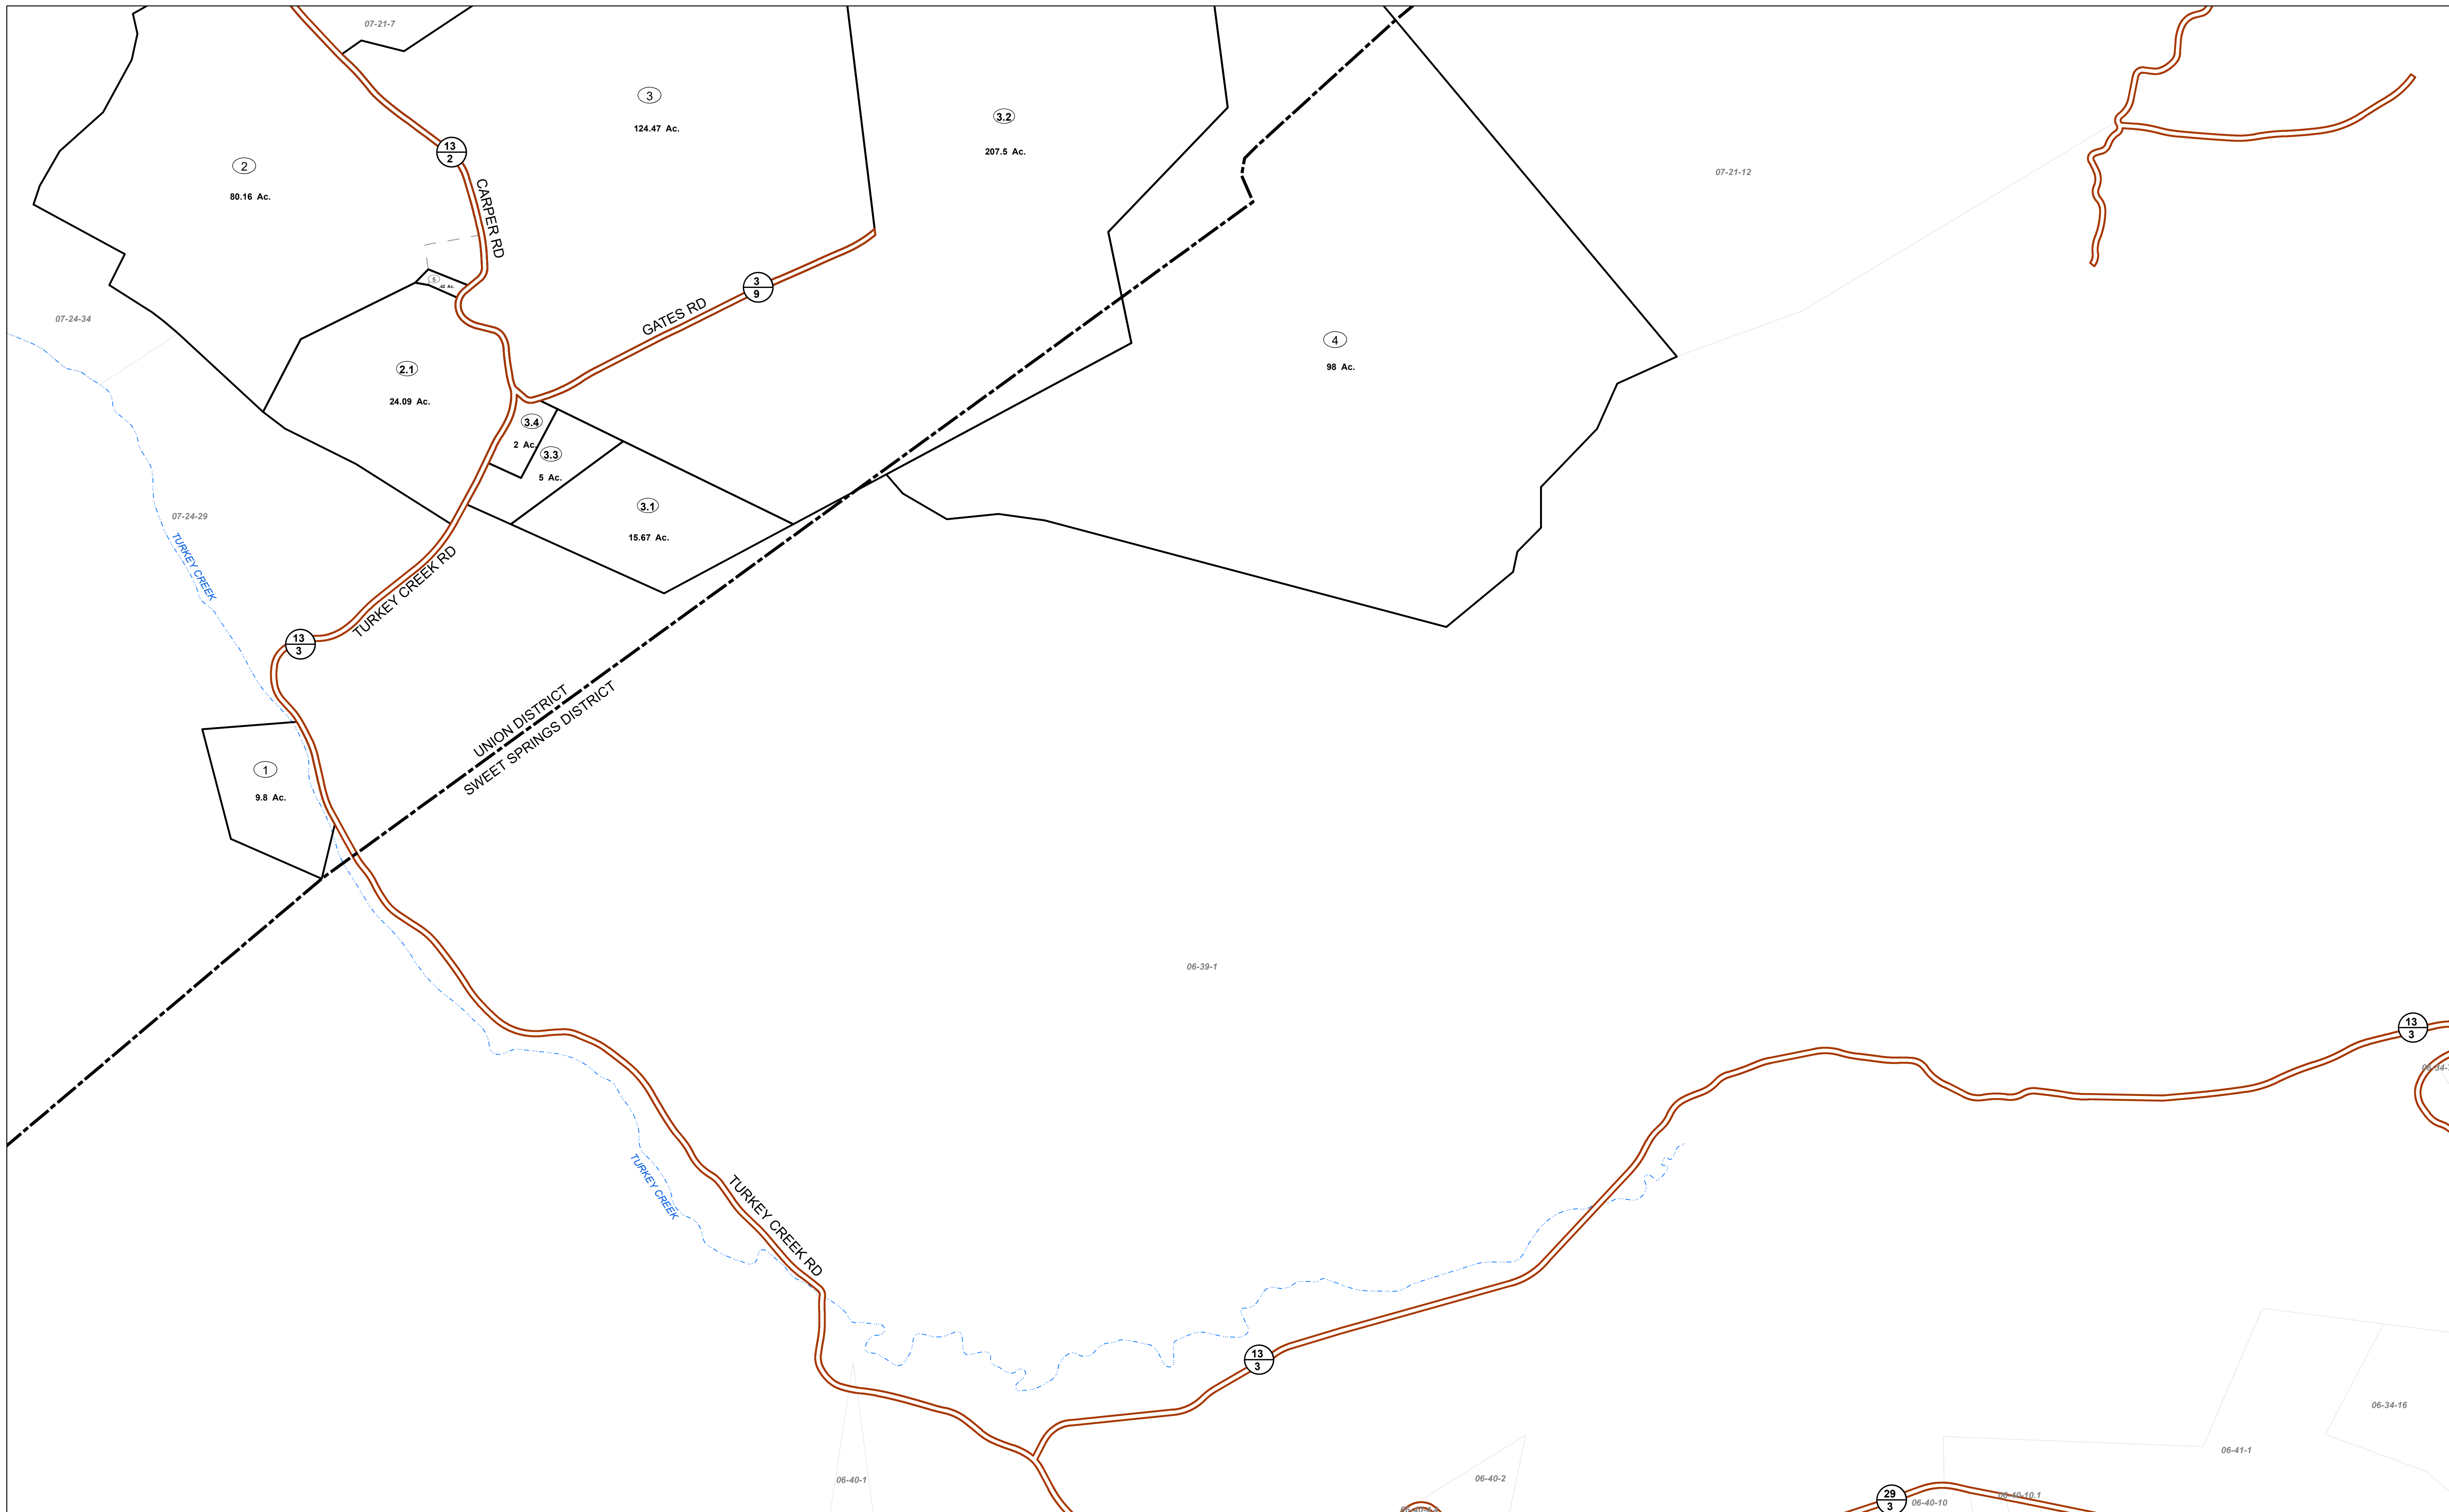 07-21-7
3
124.47 Ac.
3.2
207.5 Ac.
13
2
2
80.16 Ac.
07-21-12
CARPER RD
5
.42 Ac.
3
9
GATES RD
07-24-34
4
98 Ac.
2.1
24.09 Ac.
3.4
2 Ac.
3.3
5 Ac.
3.1
15.67 Ac.
07-24-29
TURKEY CREEK
TURKEY CREEK RD
13
3
UNION DISTRICT
SWEET SPRINGS DISTRICT
1
9.8 Ac.
06-39-1
13
3
TURKEY CREEK
TURKEY CREEK RD
13
3
06-34-16
06-41-1
06-40-1
06-40-2
29
3
06-40-10
06-40-10.1